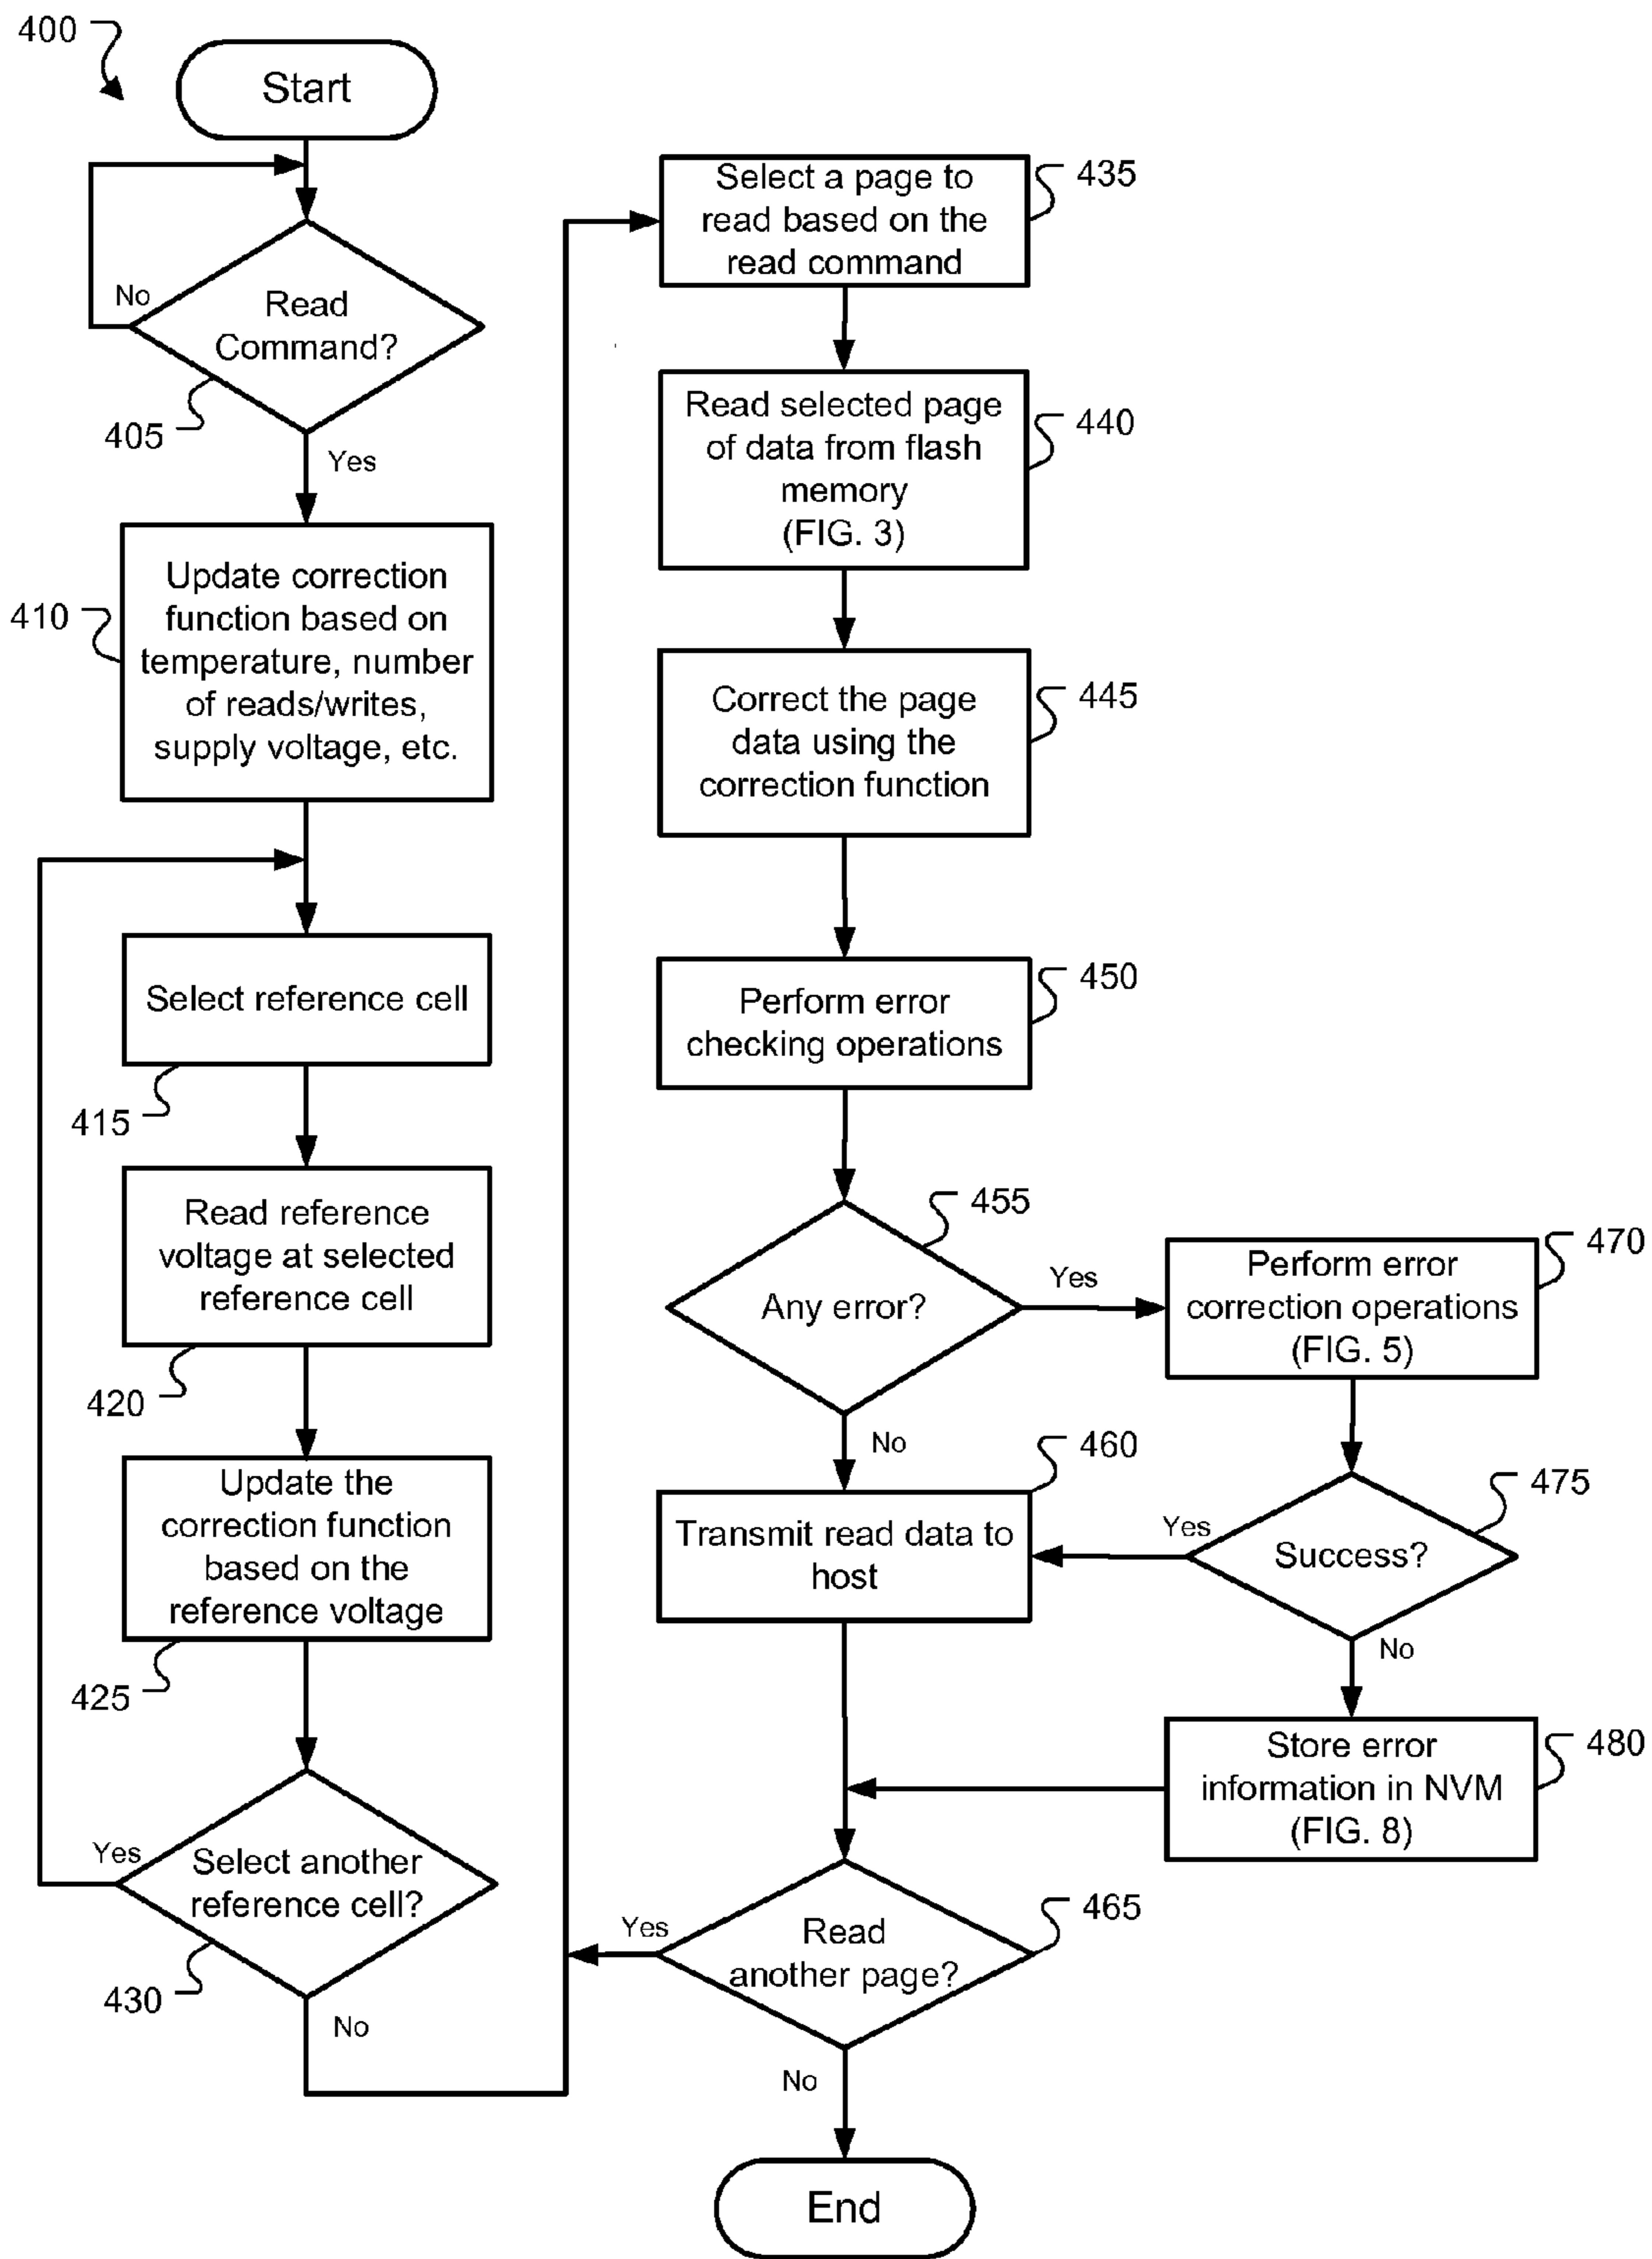 400
Start
No
Read
Command?
405
Yes
410
Update correction
function based on
temperature, number
of reads/writes,
supply voltage, etc.
Select reference cell
415
Read reference
voltage at selected
reference cell
420
Update the
correction function
based on the
reference voltage
425
Yes
Select another
reference cell?
430
No
Select a page to
read based on the
read command
435
Read selected page
of data from flash
memory
(FIG. 3)
440
Correct the page
data using the
correction function
445
Perform error
checking operations
450
455
Any error?
Yes
No
Perform error
correction operations
(FIG. 5)
470
460
Transmit read data to
host
475
Yes
Success?
No
Store error
information in NVM
(FIG. 8)
480
Yes
Read
another page?
465
No
End